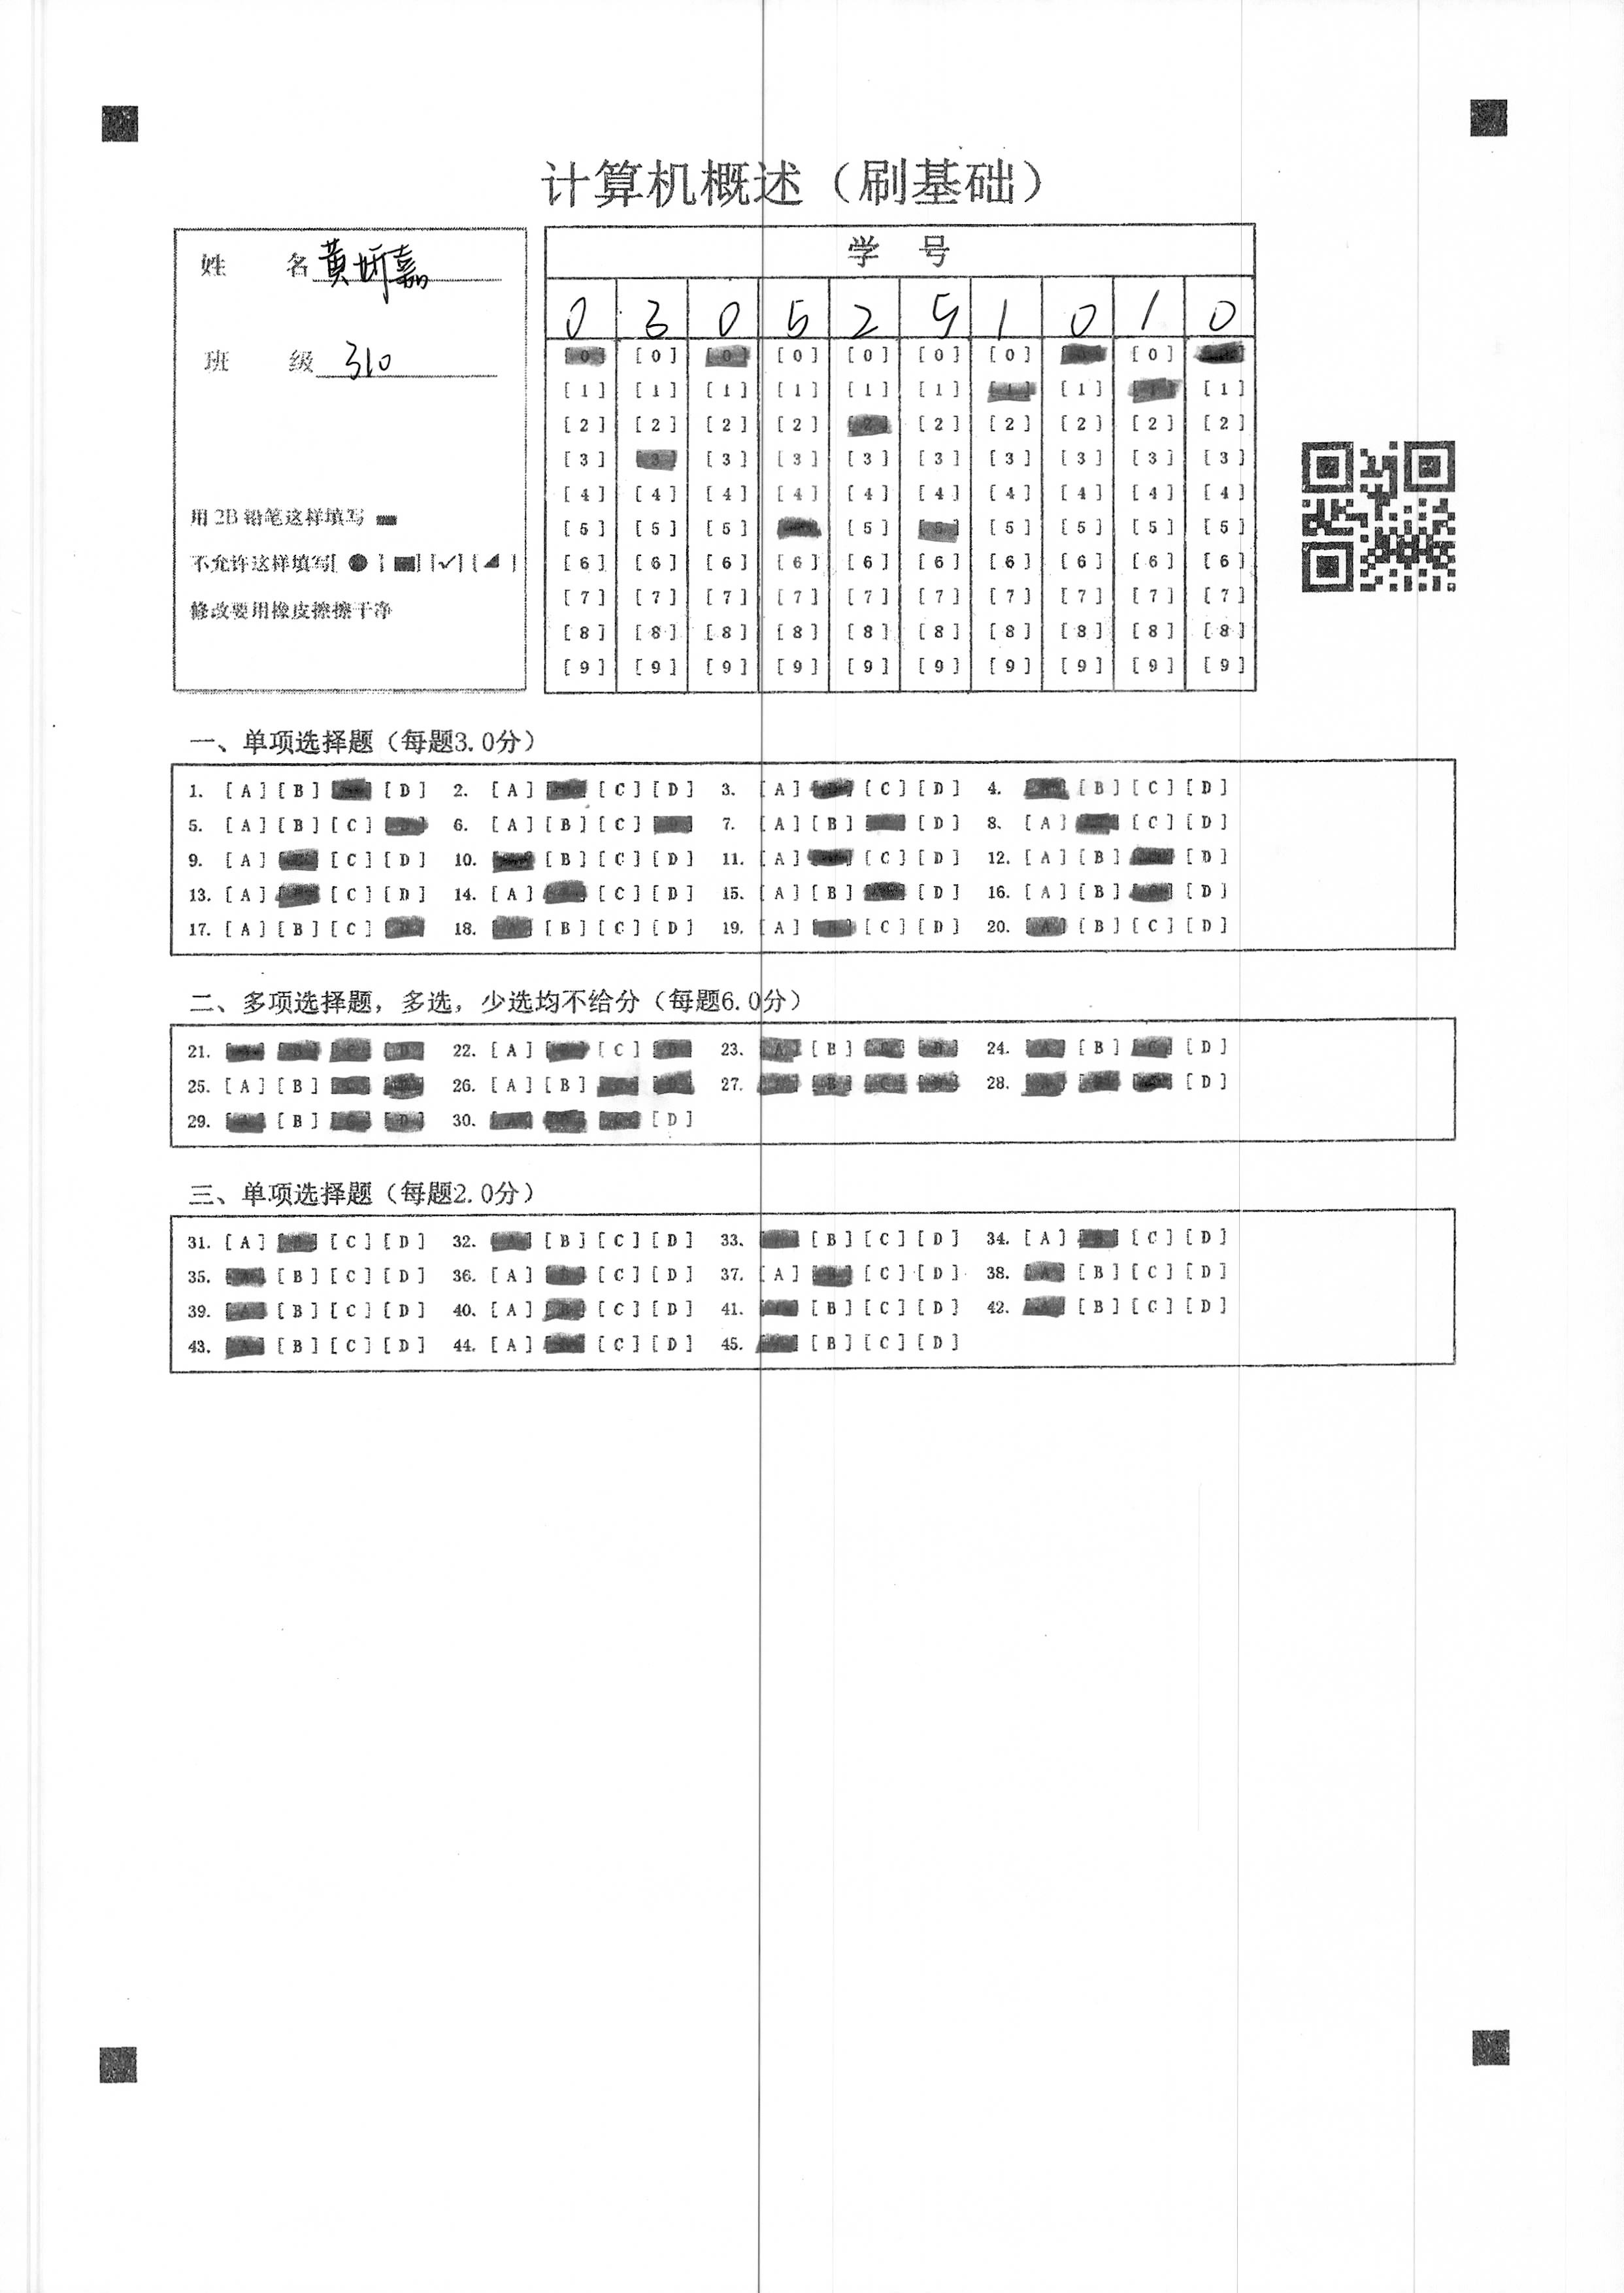 计算机概述（刷基础）
姓 名 黄妡嘉
班 级 310
用 2B 铅笔这样填写
不允许这样填写[ ● ] [■] [✓] [◢ ]
修改要用橡皮擦擦干净
学 号
0 3 0 5 2 5 1 0 1 0
[0] [0] [0] [0] [0] [0] [0]
[1] [1] [1] [1] [1] [1] [1] [1]
[2] [2] [2] [2] [2] [2] [2] [2] [2]
[3] [3] [3] [3] [3] [3] [3] [3] [3]
[4] [4] [4] [4] [4] [4] [4] [4] [4] [4]
[5] [5] [5] [5] [5] [5] [5] [5]
[6] [6] [6] [6] [6] [6] [6] [6] [6] [6]
[7] [7] [7] [7] [7] [7] [7] [7] [7] [7]
[8] [8] [8] [8] [8] [8] [8] [8] [8] [8]
[9] [9] [9] [9] [9] [9] [9] [9] [9] [9]
一、单项选择题（每题3.0分）
1. [A] [B] [D] 2. [A] [C] [D] 3. [A] [C] [D] 4. [B] [C] [D]
5. [A] [B] [C] 6. [A] [B] [C] 7. [A] [B] [D] 8. [A] [C] [D]
9. [A] [C] [D] 10. [B] [C] [D] 11. [A] [C] [D] 12. [A] [B] [D]
13. [A] [C] [D] 14. [A] [C] [D] 15. [A] [B] [D] 16. [A] [B] [D]
17. [A] [B] [C] 18. [B] [C] [D] 19. [A] [C] [D] 20. [B] [C] [D]
二、多项选择题，多选，少选均不给分（每题6.0分）
21. 22. [A] [C] 23. [B] 24. [B] [D]
25. [A] [B] 26. [A] [B] 27. 28. [D]
29. [B] 30. [D]
三、单项选择题（每题2.0分）
31. [A] [C] [D] 32. [B] [C] [D] 33. [B] [C] [D] 34. [A] [C] [D]
35. [B] [C] [D] 36. [A] [C] [D] 37. [A] [C] [D] 38. [B] [C] [D]
39. [B] [C] [D] 40. [A] [C] [D] 41. [B] [C] [D] 42. [B] [C] [D]
43. [B] [C] [D] 44. [A] [C] [D] 45. [B] [C] [D]